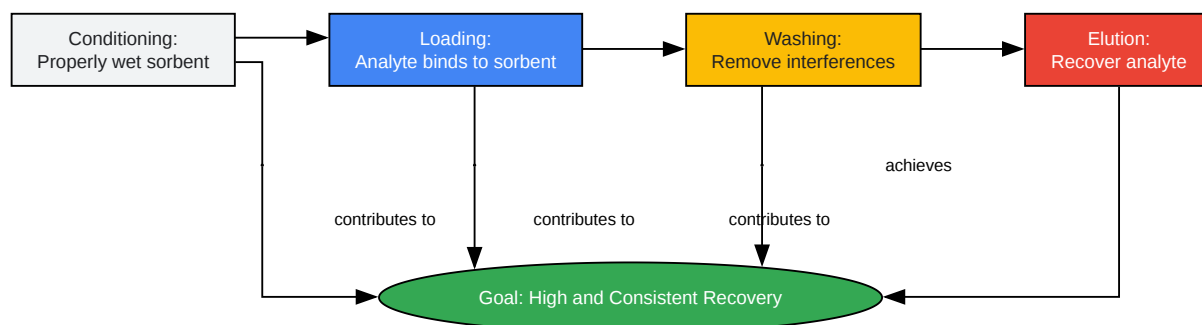 Conditioning:
Properly wet sorbent
Loading:
Analyte binds to sorbent
Washing:
Remove interferences
Elution:
Recover analyte
achieves
contributes to
contributes to
contributes to
Goal: High and Consistent Recovery